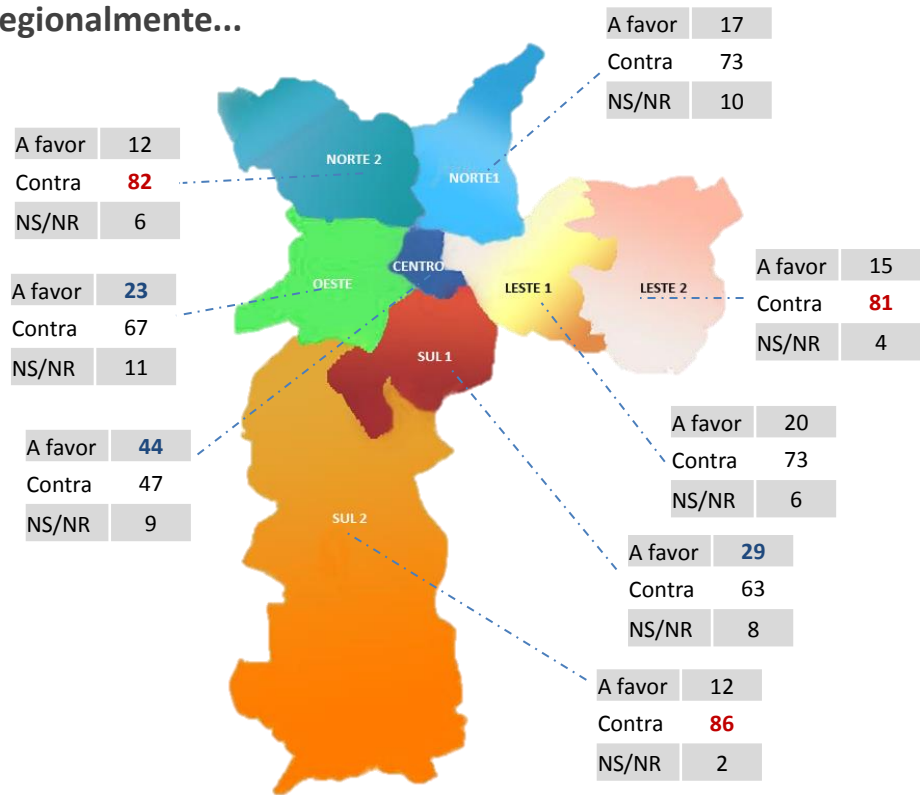 egionalmente...
A favor 17
Contra 73
NS/NR 10
A favor 12
Contra 82
NS/NR 6
NORTE 2
NORTE1
A favor 23
Contra 67
NS/NR 11
OESTE
CENTRO
LESTE 1
LESTE 2
A favor 15
Contra 81
NS/NR 4
SUL 1
A favor 44
Contra 47
NS/NR 9
A favor 20
Contra 73
NS/NR 6
SUL 2
A favor 29
Contra 63
NS/NR 8
A favor 12
Contra 86
NS/NR 2